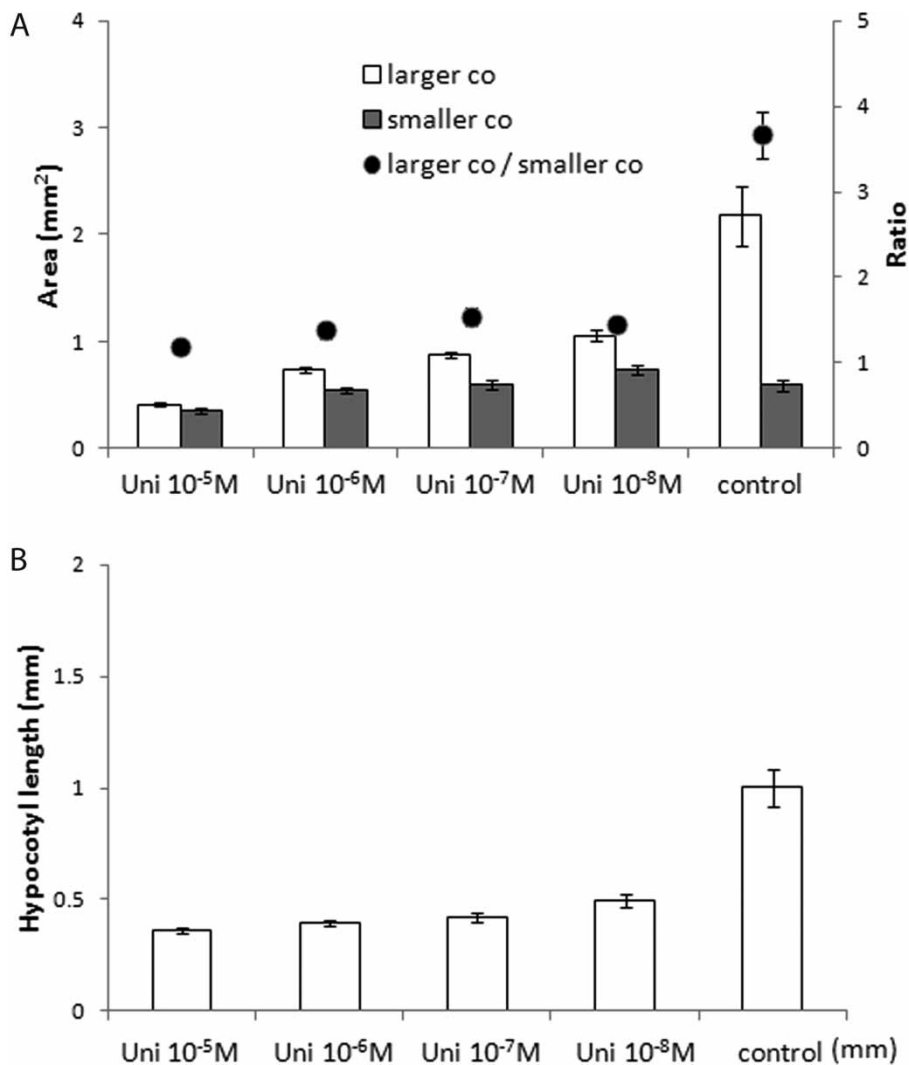 A
4
3
2
1
0
Area (mm²)
5
4
3
2
1
0
Ratio
larger co
smaller co
larger co / smaller co
Uni 10⁻⁵M Uni 10⁻⁶M Uni 10⁻⁷M Uni 10⁻⁸M control
B
2
1.5
1
0.5
0
Hypocotyl length (mm)
Uni 10⁻⁵M Uni 10⁻⁶M Uni 10⁻⁷M Uni 10⁻⁸M control (mm)